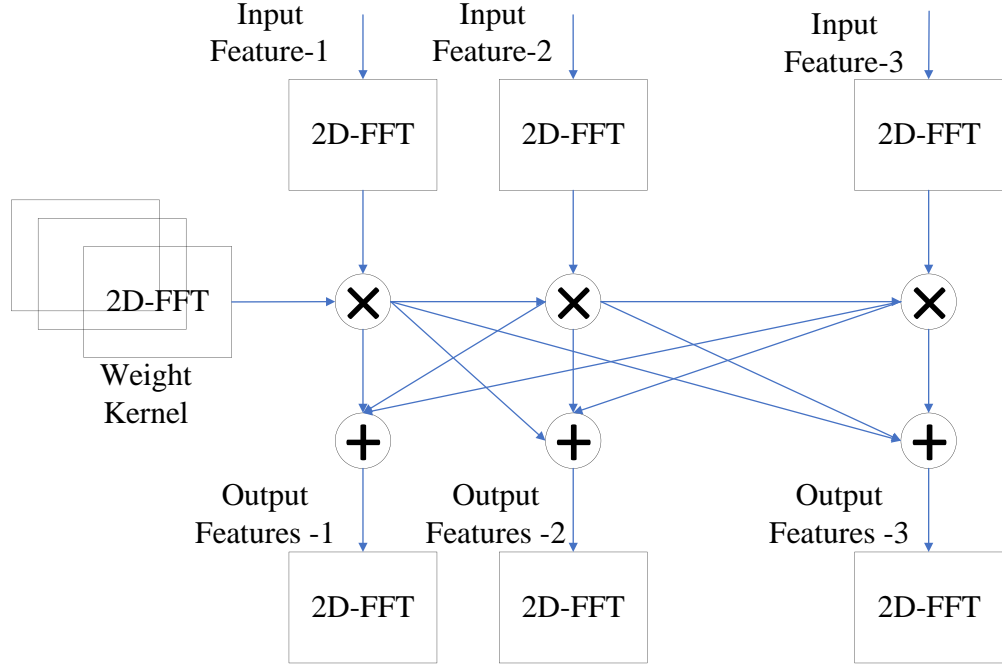 Input
Feature-1
Input
Feature-2
Input
Feature-3
2D-FFT
2D-FFT
2D-FFT
2D-FFT
Weight
Kernel
Output
Features -1
Output
Features -2
Output
Features -3
2D-FFT
2D-FFT
2D-FFT